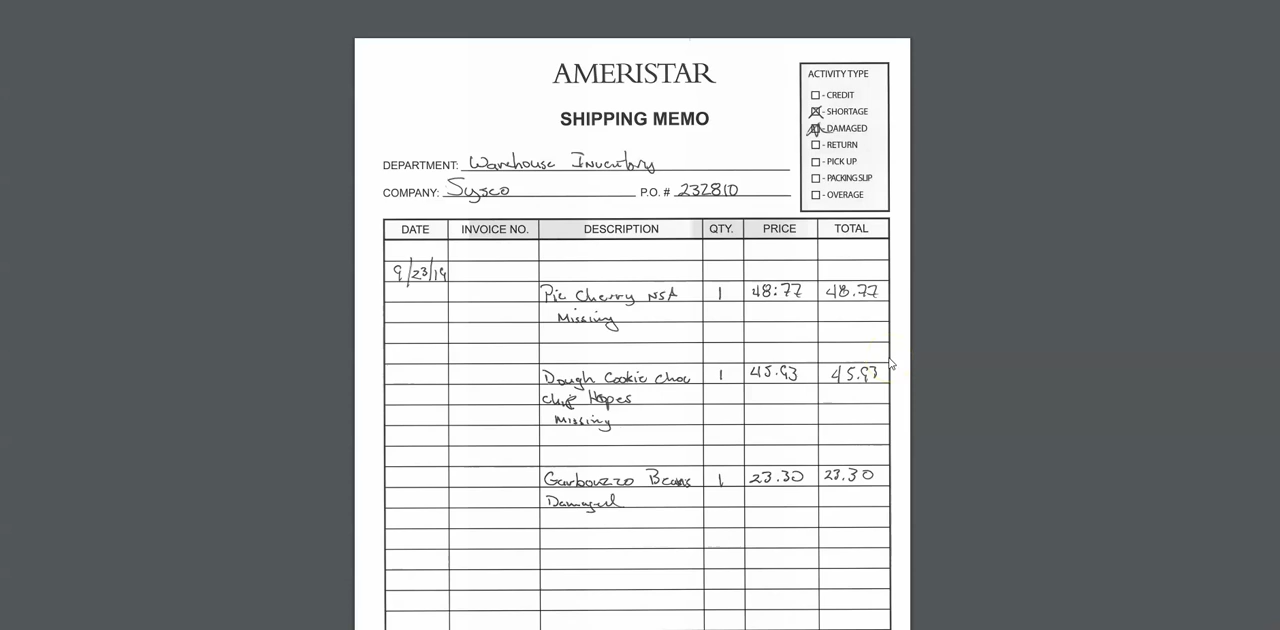 AMERISTAR
SHIPPING MEMO
ACTIVITY TYPE
- CREDIT
- SHORTAGE
- DAMAGED
- RETURN
- PICK UP
- PACKING SLIP
- OVERAGE
DEPARTMENT: Warehouse Inventory
COMPANY: Sysco P.O. # 232810
DATE INVOICE NO. DESCRIPTION QTY. PRICE TOTAL
9/23/19
Pie Cherry NSA 1 48.77 48.77
Missing
Dough Cookie Choc 1 45.93 45.93
Chip Hopes
Missing
Garbonzo Beans 1 23.30 23.30
Damaged